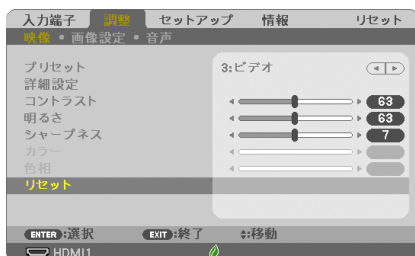 入力端子 調整 セットアップ 情報 リセット
映像 • 画像設定 • 音声
プリセット 3:ビデオ
詳細設定
コントラスト 63
明るさ 63
シャープネス 7
カラー
色相
リセット
ENTER:選択 EXIT:終了 :移動
HDMI1